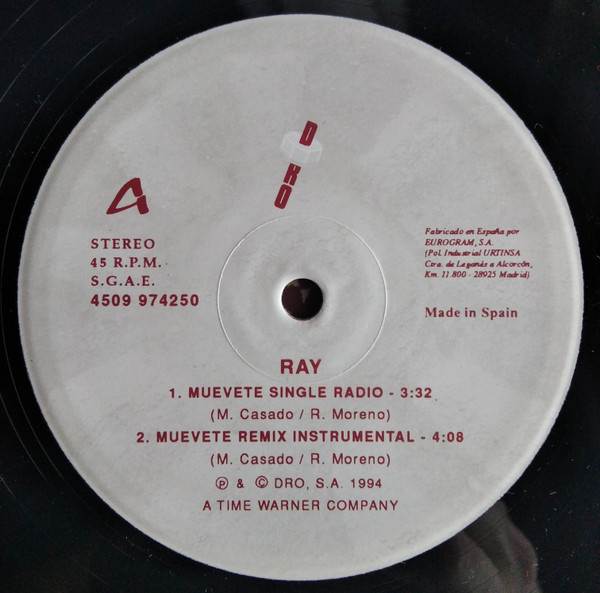 DRO
A
STEREO
45 R.P.M.
S.G.A.E.
4509 974250
Fabricado en España por
EUROGRAM, S.A.
(Pol. Industrial URTINSA
Ctra. de Leganés a Alcorcón,
Km. 11.800 - 28925 Madrid)
Made in Spain
RAY
1. MUEVETE SINGLE RADIO - 3:32
(M. Casado / R. Moreno)
2. MUEVETE REMIX INSTRUMENTAL - 4:08
(M. Casado / R. Moreno)
℗ & © DRO, S.A. 1994
A TIME WARNER COMPANY